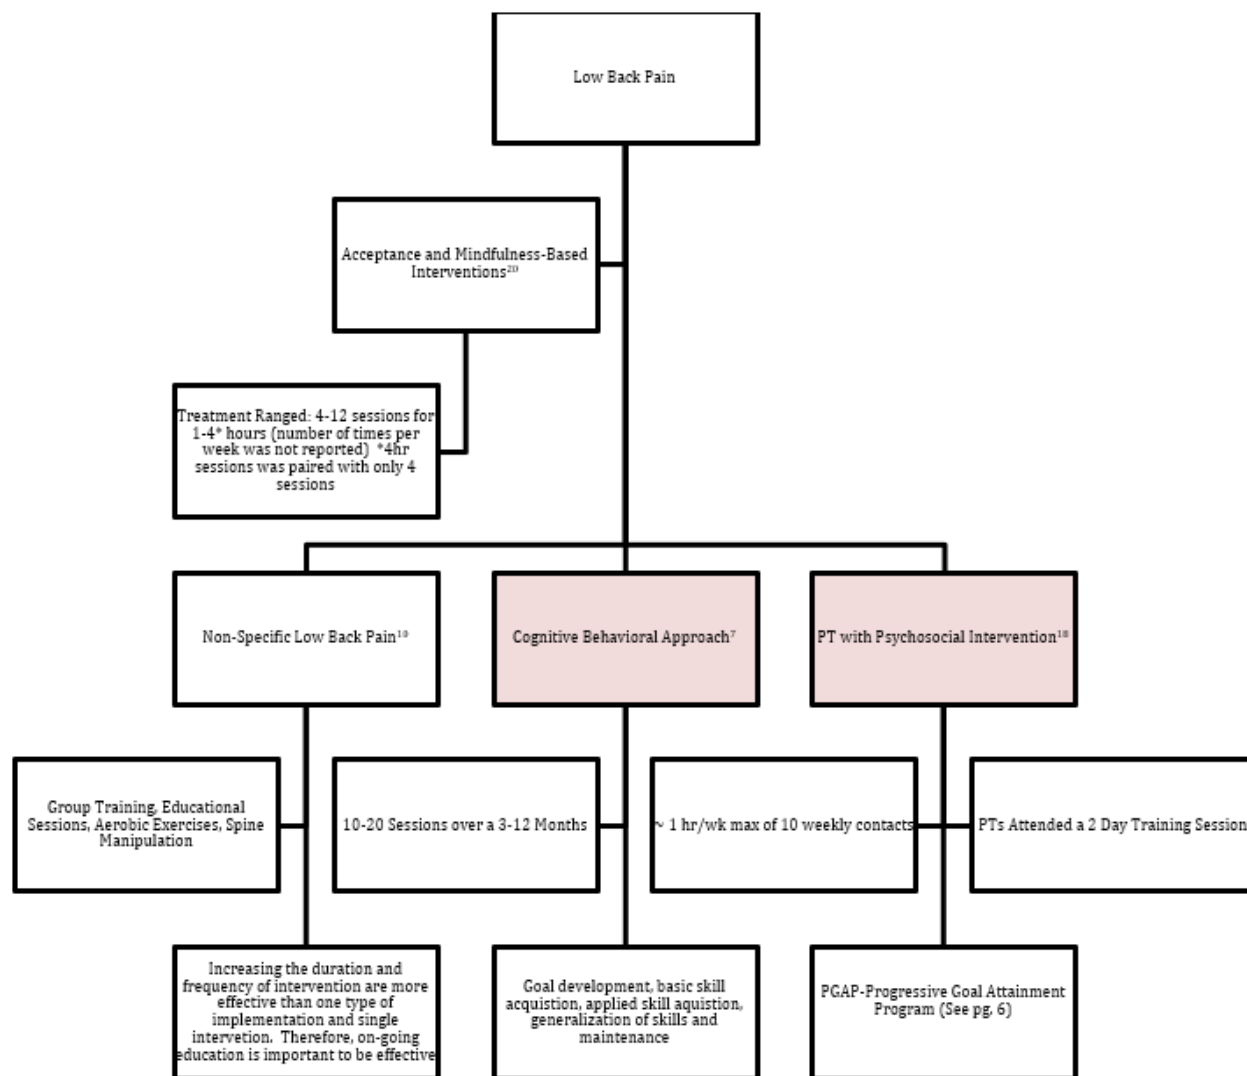 Low Back Pain
Acceptance and Mindfulness-Based
Interventions²⁰
Treatment Ranged: 4-12 sessions for
1-4* hours (number of times per
week was not reported) *4hr
sessions was paired with only 4
sessions
Non-Specific Low Back Pain¹⁹
Cognitive Behavioral Approach⁷
PT with Psychosocial Intervention¹⁸
Group Training, Educational
Sessions, Aerobic Exercises, Spine
Manipulation
10-20 Sessions over a 3-12 Months
~ 1 hr/wk max of 10 weekly contacts
PTs Attended a 2 Day Training Session
Increasing the duration and
frequency of intervention are more
effective than one type of
implementation and single
intervetion. Therefore, on-going
education is important to be effective
Goal development, basic skill
acquistion, applied skill aquistion,
generalization of skills and
maintenance
PGAP-Progressive Goal Attainment
Program (See pg. 6)